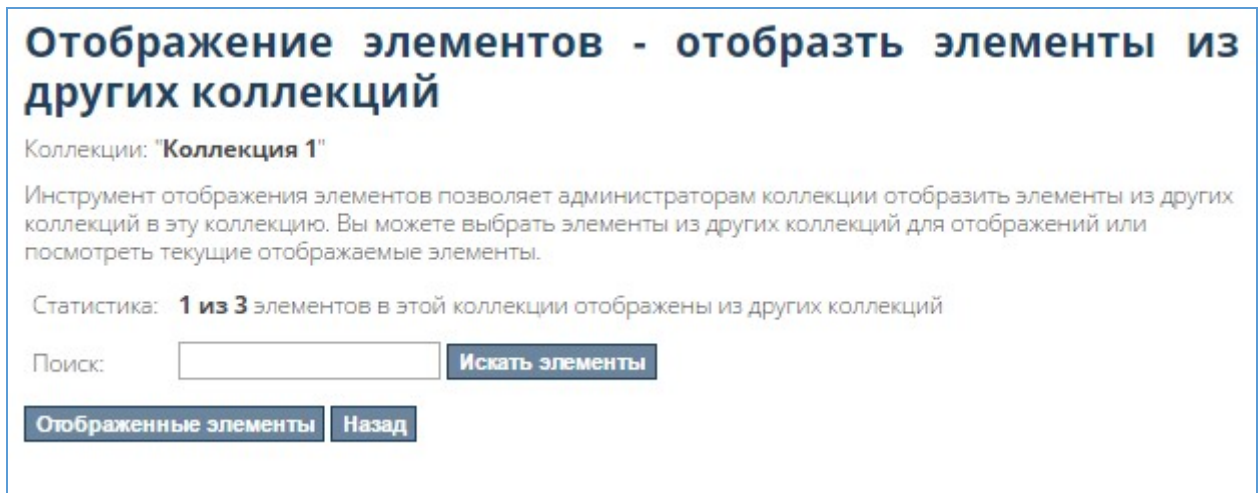 Отображение элементов - отобразть элементы из
других коллекций
Коллекции: "Коллекция 1"
Инструмент отображения элементов позволяет администраторам коллекции отобразить элементы из других
коллекций в эту коллекцию. Вы можете выбрать элементы из других коллекций для отображений или
посмотреть текущие отображаемые элементы.
Статистика: 1 из 3 элементов в этой коллекции отображены из других коллекций
Поиск: Искать элементы
Отображенные элементы Назад